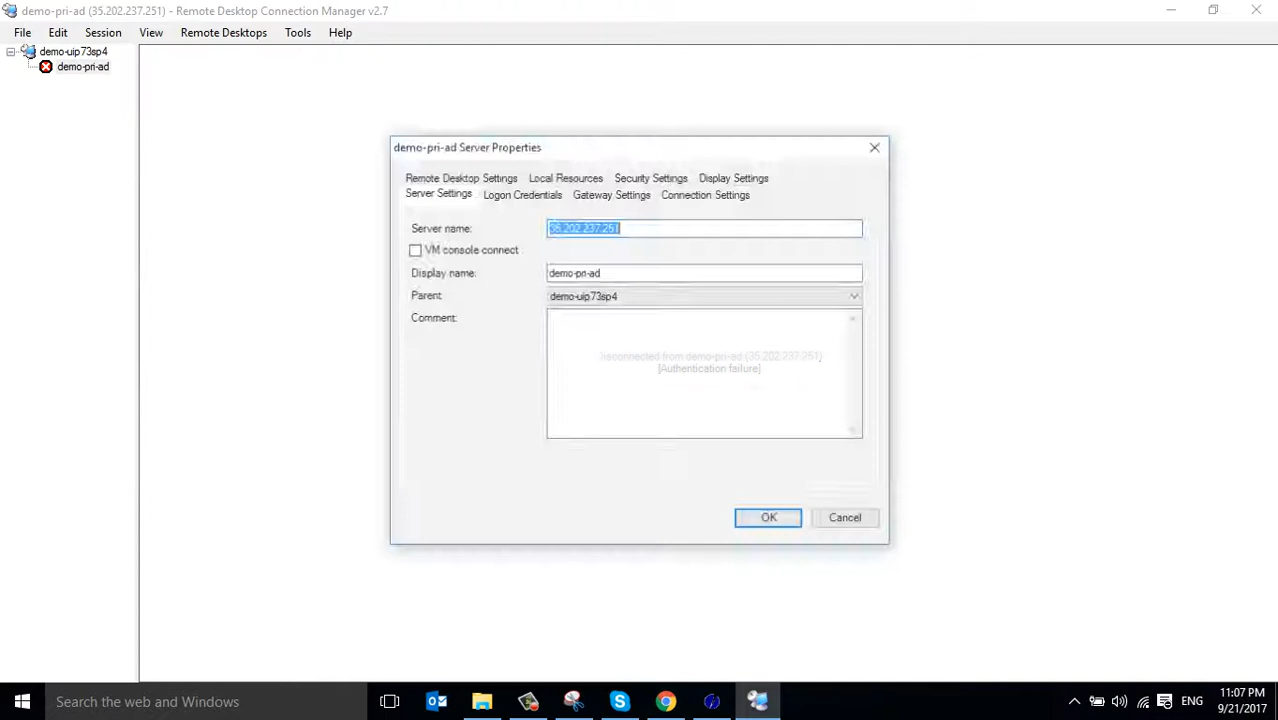 demo-pri-ad (35.202.237.251) - Remote Desktop Connection Manager v2.7
File Edit Session View Remote Desktops Tools Help
demo-uip73sp4
demo-pri-ad
demo-pri-ad Server Properties
Remote Desktop Settings Local Resources Security Settings Display Settings
Server Settings Logon Credentials Gateway Settings Connection Settings
Server name: 35.202.237.251
VM console connect
Display name: demo-pri-ad
Parent: demo-uip73sp4
Comment:
Disconnected from demo-pri-ad (35.202.237.251)
[Authentication failure]
OK Cancel
Search the web and Windows
ENG
11:07 PM
9/21/2017